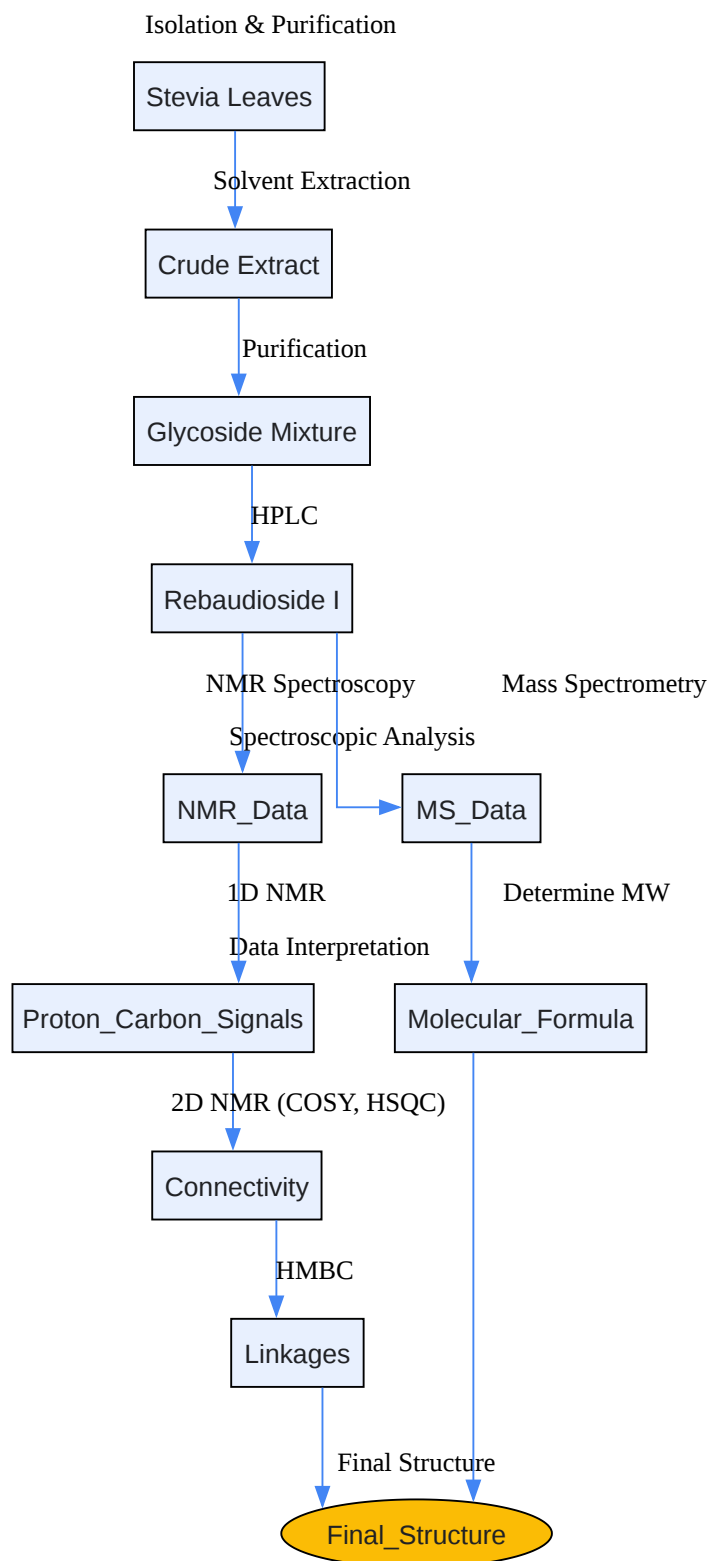 Isolation & Purification
Stevia Leaves
Solvent Extraction
Crude Extract
Purification
Glycoside Mixture
HPLC
Rebaudioside I
NMR Spectroscopy
Mass Spectrometry
Spectroscopic Analysis
NMR_Data
MS_Data
1D NMR
Determine MW
Data Interpretation
Proton_Carbon_Signals
Molecular_Formula
2D NMR (COSY, HSQC)
Connectivity
HMBC
Linkages
Final Structure
Final_Structure